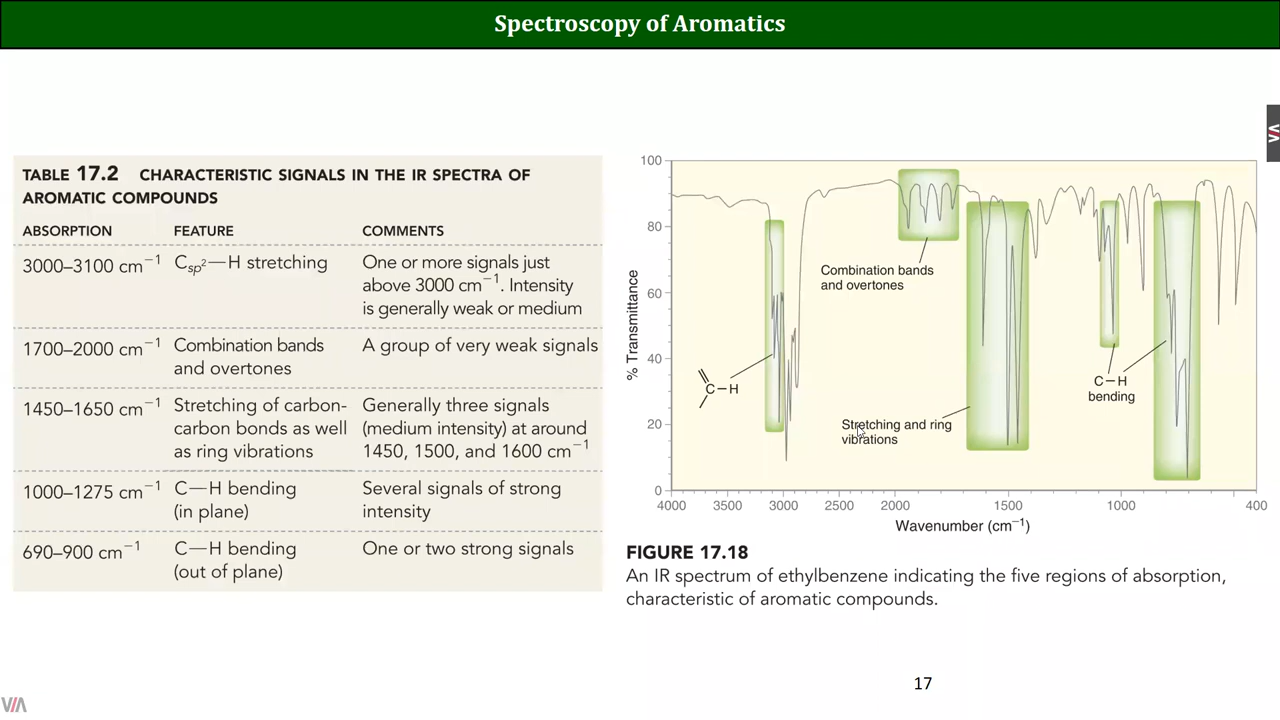 Spectroscopy of Aromatics
TABLE 17.2 CHARACTERISTIC SIGNALS IN THE IR SPECTRA OF
AROMATIC COMPOUNDS
ABSORPTION FEATURE COMMENTS
3000–3100 cm⁻¹ Csp²—H stretching One or more signals just
above 3000 cm⁻¹. Intensity
is generally weak or medium
1700–2000 cm⁻¹ Combination bands A group of very weak signals
and overtones
1450–1650 cm⁻¹ Stretching of carbon- Generally three signals
carbon bonds as well (medium intensity) at around
as ring vibrations 1450, 1500, and 1600 cm⁻¹
1000–1275 cm⁻¹ C—H bending Several signals of strong
(in plane) intensity
690–900 cm⁻¹ C—H bending One or two strong signals
(out of plane)
100
80
60
40
20
0
% Transmittance
Combination bands
and overtones
C–H
Stretching and ring
vibrations
C–H
bending
4000 3500 3000 2500 2000 1500 1000 400
Wavenumber (cm⁻¹)
FIGURE 17.18
An IR spectrum of ethylbenzene indicating the five regions of absorption,
characteristic of aromatic compounds.
17
VIA